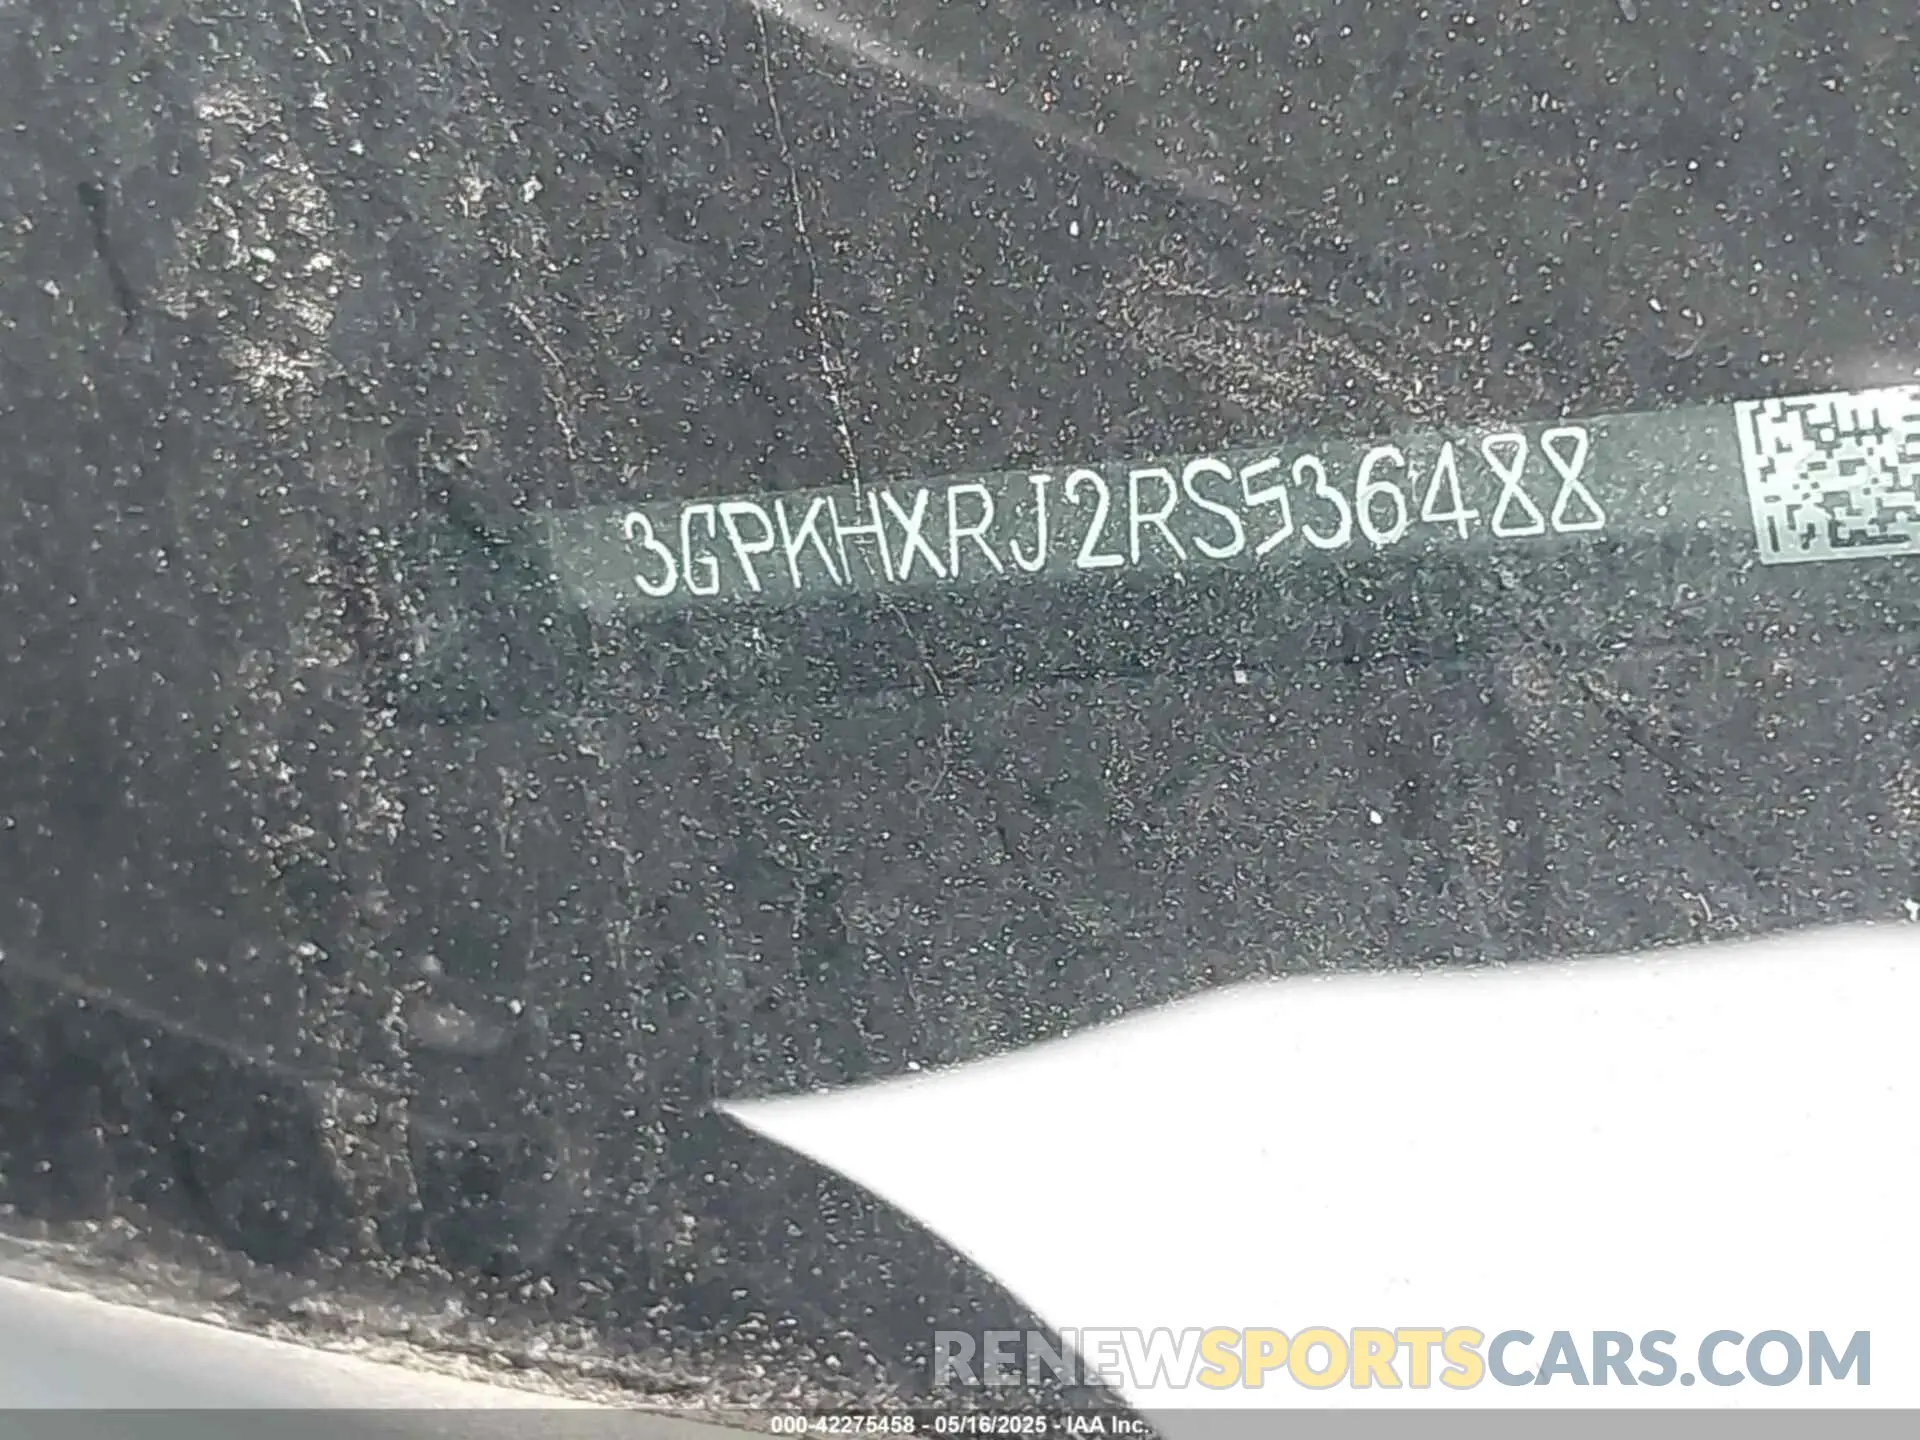 3GPKHXRJ2RS536488
RENEWSPORTSCARS.COM
000-42275458 - 05/16/2025 - IAA Inc.